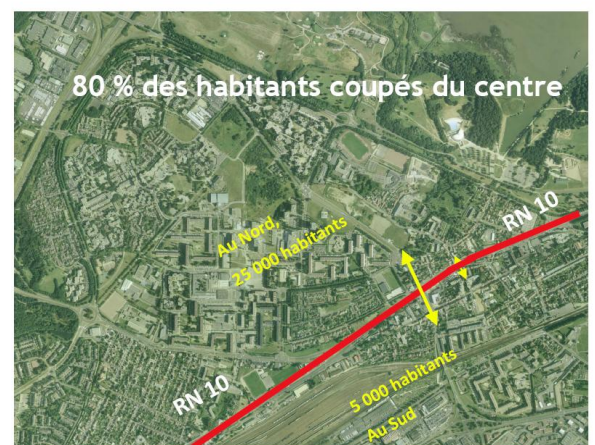 80 % des habitants coupés du centre
RN 10
Au Nord,
25 000 habitants
RN 10
5 000 habitants
Au Sud